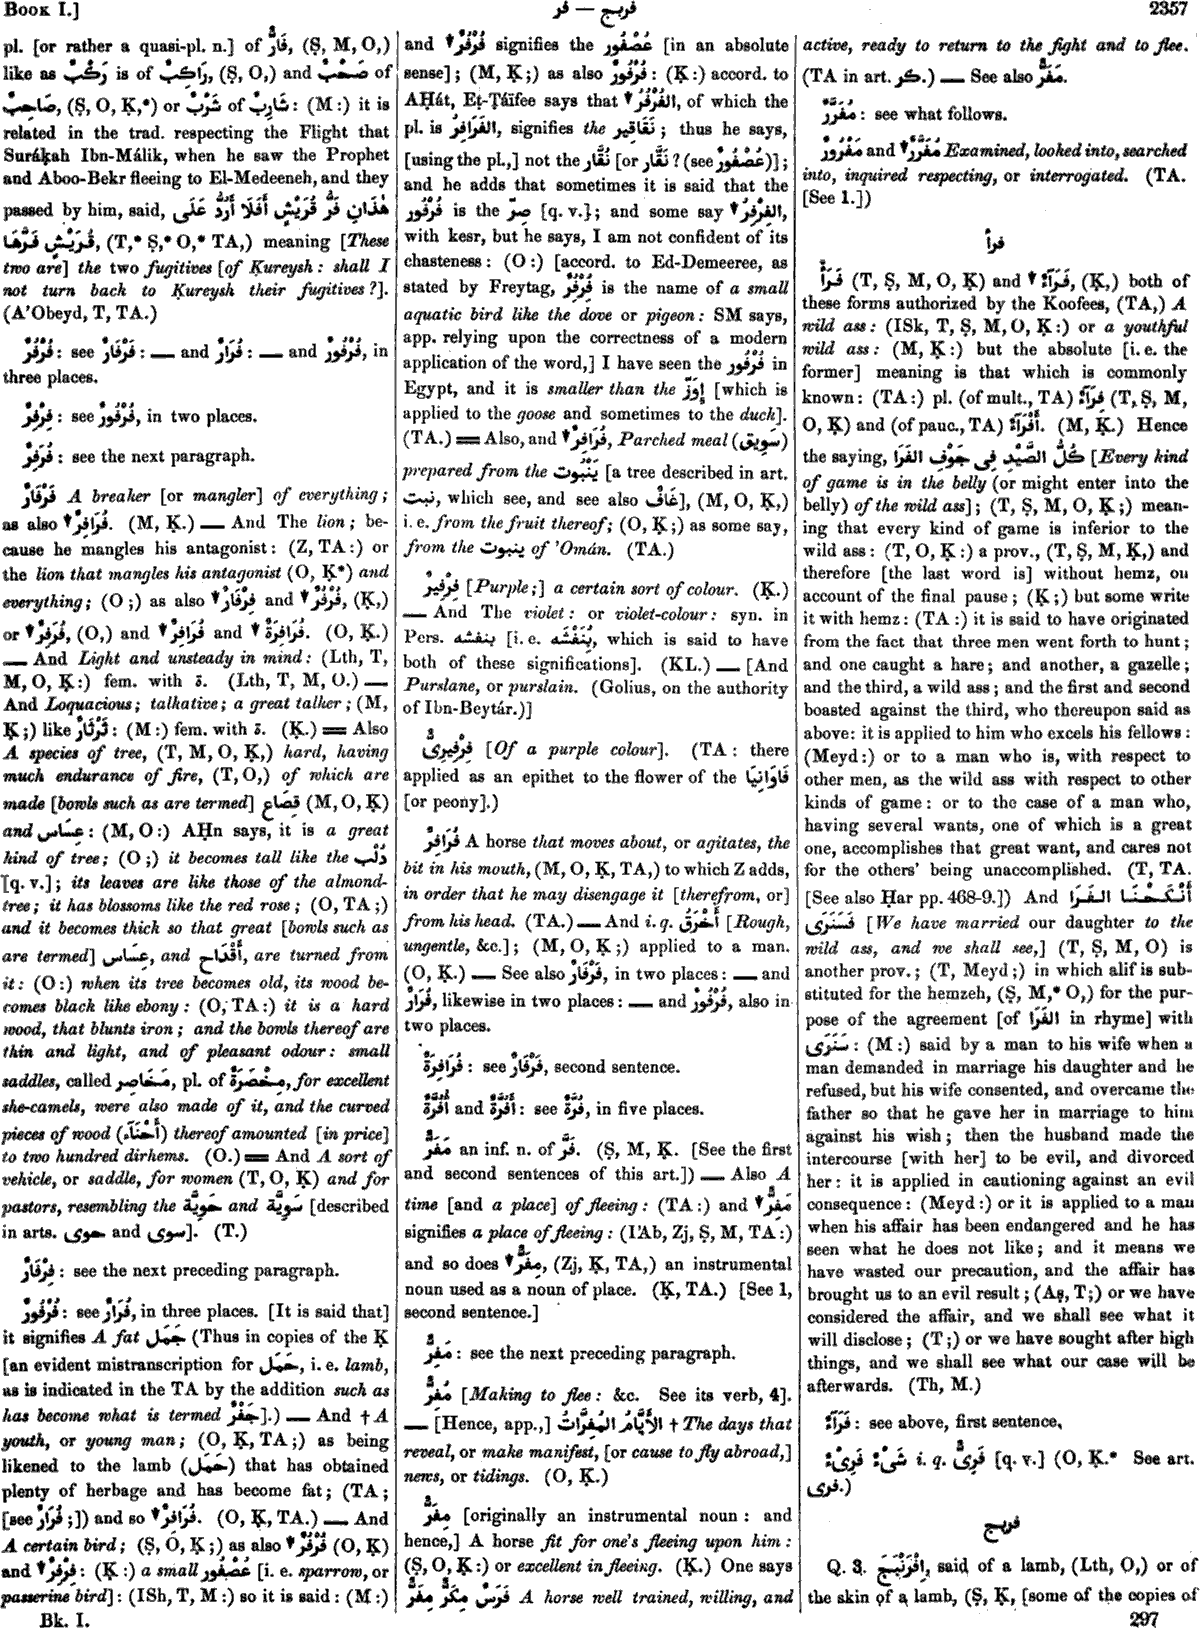 BOOK I.]
فر — فربج
2357
pl. [or rather a quasi-pl. n.] of فَارٌّ, (Ṣ, M, O,)
like as رَكْبٌ is of رَاكِبٌ, (Ṣ, O,) and صَحْبٌ of
صَاحِبٌ, (Ṣ, O, Ḳ,*) or شَرْبٌ of شَارِبٌ: (M:) it is
related in the trad. respecting the Flight that
Suráḳah Ibn-Málik, when he saw the Prophet
and Aboo-Bekr fleeing to El-Medeeneh, and they
passed by him, said, هٰذَانِ فَرُّ قُرَيْشٍ أَفَلَا أَرُدُّ عَلَى
قُرَيْشٍ فَرَّهَا, (T,* Ṣ,* O,* TA,) meaning [These
two are] the two fugitives [of Ḳureysh: shall I
not turn back to Ḳureysh their fugitives?].
(A'Obeyd, T, TA.)
فُرْفُرٌ: see فَرْفَارٌ: — and فُرَارٌ: — and فُرْفُورٌ, in
three places.
فِرْفِرٌ: see فُرْفُورٌ, in two places.
فُرَفِرٌ: see the next paragraph.
فَرْفَارٌ A breaker [or mangler] of everything;
as also ▼ فُرَافِرٌ. (M, Ḳ.) — And The lion; be-
cause he mangles his antagonist: (Z, TA:) or
the lion that mangles his antagonist (O, Ḳ*) and
everything; (O;) as also ▼ فِرْفَارٌ and ▼ فُرْفُرٌ, (Ḳ,)
or ▼ فُرَفِرٌ, (O,) and ▼ فُرَافِرٌ and ▼ فُرَافِرَةٌ. (O, Ḳ.)
— And Light and unsteady in mind: (Lth, T,
M, O, Ḳ:) fem. with ة. (Lth, T, M, O.) —
And Loquacious; talkative; a great talker; (M,
Ḳ;) like ثَرْثَارٌ: (M:) fem. with ة. (Ḳ.) = Also
A species of tree, (T, M, O, Ḳ,) hard, having
much endurance of fire, (T, O,) of which are
made [bowls such as are termed] قِصَاع (M, O, Ḳ)
and عِسَاس: (M, O:) AḤn says, it is a great
kind of tree; (O;) it becomes tall like the دُلْب
[q. v.]; its leaves are like those of the almond-
tree; it has blossoms like the red rose; (O, TA;)
and it becomes thick so that great [bowls such as
are termed] عِسَاس, and أَقْدَاح, are turned from
it: (O:) when its tree becomes old, its wood be-
comes black like ebony: (O, TA:) it is a hard
wood, that blunts iron; and the bowls thereof are
thin and light, and of pleasant odour: small
saddles, called مَخَاصِر, pl. of مِخْصَرَةٌ, for excellent
she-camels, were also made of it, and the curved
pieces of wood (أَحْنَآء) thereof amounted [in price]
to two hundred dirhems. (O.) = And A sort of
vehicle, or saddle, for women (T, O, Ḳ) and for
pastors, resembling the حَوِيَّة and سَوِيَّة [described
in arts. حوى and سوى]. (T.)
فِرْفَارٌ: see the next preceding paragraph.
فُرْفُورٌ: see فُرَارٌ, in three places. [It is said that]
it signifies A fat جَمَل (Thus in copies of the Ḳ
[an evident mistranscription for حَمَل, i. e. lamb,
as is indicated in the TA by the addition such as
has become what is termed جَفْرٌ].) — And † A
youth, or young man; (O, Ḳ, TA;) as being
likened to the lamb (حَمَل) that has obtained
plenty of herbage and has become fat; (TA;
[see فُرَارٌ;]) and so ▼ فُرَافِرٌ. (O, Ḳ, TA.) — And
A certain bird; (Ṣ, O, Ḳ;) as also ▼ فُرْفُرٌ (O, Ḳ)
and ▼ فِرْفِرٌ: (Ḳ:) a small عُصْفُور [i. e. sparrow, or
passerine bird]: (ISh, T, M:) so it is said: (M:)
Bk. I.
and ▼ فُرْفُرٌ signifies the عُصْفُور [in an absolute
sense]; (M, Ḳ;) as also فُرْفُورٌ: (Ḳ:) accord. to
AḤát, Eṭ-Ṭáïfee says that ▼ الفُرْفُر, of which the
pl. is الفَرَافِرُ, signifies the نَقَاقِير; thus he says,
[using the pl.,] not the نُقَّار [or نَقَّار? (see عُصْفُورٌ)];
and he adds that sometimes it is said that the
فُرْفُور is the صِرّ [q. v.]; and some say ▼ الفِرْفِرُ,
with kesr, but he says, I am not confident of its
chasteness: (O:) [accord. to Ed-Demeeree, as
stated by Freytag, فُرْفُرٌ is the name of a small
aquatic bird like the dove or pigeon: SM says,
app. relying upon the correctness of a modern
application of the word,] I have seen the فُرْفُور in
Egypt, and it is smaller than the إِوَزّ [which is
applied to the goose and sometimes to the duck].
(TA.) = Also, and ▼ فُرَافِرٌ, Parched meal (سَوِيق)
prepared from the يَنْبُوت [a tree described in art.
نبت, which see, and see also غَافٌ], (M, O, Ḳ,)
i. e. from the fruit thereof; (O, Ḳ;) as some say,
from the ينبوت of 'Omán. (TA.)
فِرْفِيرٌ [Purple;] a certain sort of colour. (Ḳ.)
— And The violet: or violet-colour: syn. in
Pers. بنفشه [i. e. بَنَفْشَه, which is said to have
both of these significations]. (KL.) — [And
Purslane, or purslain. (Golius, on the authority
of Ibn-Beytár.)]
فِرْفِيرِىٌّ [Of a purple colour]. (TA: there
applied as an epithet to the flower of the فَاوَانِيَا
[or peony].)
فُرَافِرٌ A horse that moves about, or agitates, the
bit in his mouth, (M, O, Ḳ, TA,) to which Z adds,
in order that he may disengage it [therefrom, or]
from his head. (TA.) — And i. q. أَخْرَقُ [Rough,
ungentle, &c.]; (M, O, Ḳ;) applied to a man.
(O, Ḳ.) — See also فَرْفَارٌ, in two places: — and
فُرَارٌ, likewise in two places: — and فُرْفُورٌ, also in
two places.
فُرَافِرَةٌ: see فَرْفَارٌ, second sentence.
أُفُرَّةٌ and أَفُرَّةٌ: see فُرَّةٌ, in five places.
مَفَرٌّ an inf. n. of فَرَّ. (Ṣ, M, Ḳ. [See the first
and second sentences of this art.]) — Also A
time [and a place] of fleeing: (TA:) and ▼ مَفِرٌّ
signifies a place of fleeing: (I'Ab, Zj, Ṣ, M, TA:)
and so does ▼ مِفَرٌّ, (Zj, Ḳ, TA,) an instrumental
noun used as a noun of place. (Ḳ, TA.) [See 1,
second sentence.]
مَفِرٌّ: see the next preceding paragraph.
مُفِرٌّ [Making to flee: &c. See its verb, 4].
— [Hence, app.,] الأَيَّامُ المُفِرَّاتُ † The days that
reveal, or make manifest, [or cause to fly abroad,]
news, or tidings. (O, Ḳ.)
مِفَرٌّ [originally an instrumental noun: and
hence,] A horse fit for one's fleeing upon him:
(Ṣ, O, Ḳ:) or excellent in fleeing. (Ḳ.) One says
فَرَسٌ مِكَرٌّ مِفَرٌّ A horse well trained, willing, and
active, ready to return to the fight and to flee.
(TA in art. كر.) — See also مَفَرٌّ.
مُفَرَّرٌ: see what follows.
مَفْرُورٌ and ▼ مُفَرَّرٌ Examined, looked into, searched
into, inquired respecting, or interrogated. (TA.
[See 1.])
فرأ
فَرَأٌ (T, Ṣ, M, O, Ḳ) and ▼ فَرَآءٌ, (Ḳ,) both of
these forms authorized by the Koofees, (TA,) A
wild ass: (ISk, T, Ṣ, M, O, Ḳ:) or a youthful
wild ass: (M, Ḳ:) but the absolute [i. e. the
former] meaning is that which is commonly
known: (TA:) pl. (of mult., TA) فِرَآءٌ (T, Ṣ, M,
O, Ḳ) and (of pauc., TA) أَفْرَآءٌ. (M, Ḳ.) Hence
the saying, كُلُّ الصَّيْدِ فِى جَوْفِ الفَرَا [Every kind
of game is in the belly (or might enter into the
belly) of the wild ass]; (T, Ṣ, M, O, Ḳ;) mean-
ing that every kind of game is inferior to the
wild ass: (T, O, Ḳ:) a prov., (T, Ṣ, M, Ḳ,) and
therefore [the last word is] without hemz, on
account of the final pause; (Ḳ;) but some write
it with hemz: (TA:) it is said to have originated
from the fact that three men went forth to hunt;
and one caught a hare; and another, a gazelle;
and the third, a wild ass; and the first and second
boasted against the third, who thereupon said as
above: it is applied to him who excels his fellows:
(Meyd:) or to a man who is, with respect to
other men, as the wild ass with respect to other
kinds of game: or to the case of a man who,
having several wants, one of which is a great
one, accomplishes that great want, and cares not
for the others' being unaccomplished. (T, TA.
[See also Ḥar pp. 468-9.]) And أَنْكَحْنَا الفَرَا
فَسَنَرَى [We have married our daughter to the
wild ass, and we shall see,] (T, Ṣ, M, O) is
another prov.; (T, Meyd;) in which alif is sub-
stituted for the hemzeh, (Ṣ, M,* O,) for the pur-
pose of the agreement [of الفَرَا in rhyme] with
سَنَرَى: (M:) said by a man to his wife when a
man demanded in marriage his daughter and he
refused, but his wife consented, and overcame the
father so that he gave her in marriage to him
against his wish; then the husband made the
intercourse [with her] to be evil, and divorced
her: it is applied in cautioning against an evil
consequence: (Meyd:) or it is applied to a man
when his affair has been endangered and he has
seen what he does not like; and it means we
have wasted our precaution, and the affair has
brought us to an evil result; (Aṣ, T;) or we have
considered the affair, and we shall see what it
will disclose; (T;) or we have sought after high
things, and we shall see what our case will be
afterwards. (Th, M.)
فَرَآءٌ: see above, first sentence.
شَىْءٌ فَرِىْءٌ i. q. فَرِىٌّ [q. v.] (O, Ḳ.* See art.
فرى.)
فربج
Q. 3. اِفْرَنْبَجَ, said of a lamb, (Lth, O,) or of
the skin of a lamb, (Ṣ, Ḳ, [some of the copies of
297